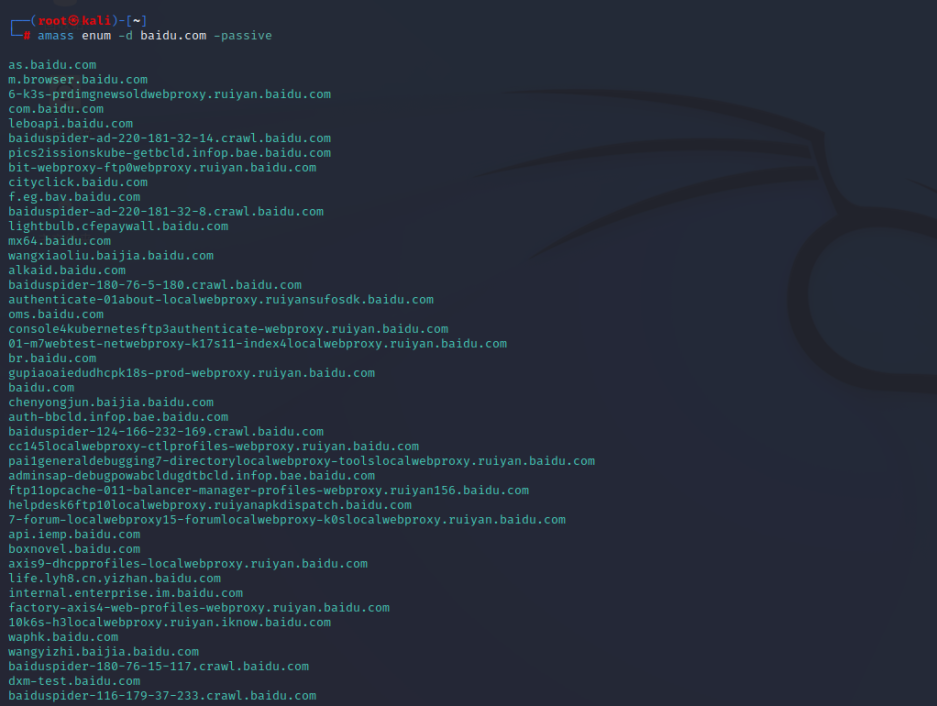 ┌──(root㉿kali)-[~]
└─# amass enum -d baidu.com -passive
as.baidu.com
m.browser.baidu.com
6-k3s-prdimgnewsoldwebproxy.ruiyan.baidu.com
com.baidu.com
leboapi.baidu.com
baiduspider-ad-220-181-32-14.crawl.baidu.com
pics2issionskube-getbcld.infop.bae.baidu.com
bit-webproxy-ftp0webproxy.ruiyan.baidu.com
cityclick.baidu.com
f.eg.bav.baidu.com
baiduspider-ad-220-181-32-8.crawl.baidu.com
lightbulb.cfepaywall.baidu.com
mx64.baidu.com
wangxiaoliu.baijia.baidu.com
alkaid.baidu.com
baiduspider-180-76-5-180.crawl.baidu.com
authenticate-01about-localwebproxy.ruiyansufosdk.baidu.com
oms.baidu.com
console4kubernetesftp3authenticate-webproxy.ruiyan.baidu.com
01-m7webtest-netwebproxy-k17s11-index4localwebproxy.ruiyan.baidu.com
br.baidu.com
gupiaoaiedudhcpk18s-prod-webproxy.ruiyan.baidu.com
baidu.com
chenyongjun.baijia.baidu.com
auth-bbcld.infop.bae.baidu.com
baiduspider-124-166-232-169.crawl.baidu.com
cc145localwebproxy-ctlprofiles-webproxy.ruiyan.baidu.com
pai1generaldebugging7-directorylocalwebproxy-toolslocalwebproxy.ruiyan.baidu.com
adminsap-debugpowabcldugdtbcld.infop.bae.baidu.com
ftp11opcache-011-balancer-manager-profiles-webproxy.ruiyan156.baidu.com
helpdesk6ftp10localwebproxy.ruiyanapkdispatch.baidu.com
7-forum-localwebproxy15-forumlocalwebproxy-k0slocalwebproxy.ruiyan.baidu.com
api.iemp.baidu.com
boxnovel.baidu.com
axis9-dhcpprofiles-localwebproxy.ruiyan.baidu.com
life.lyh8.cn.yizhan.baidu.com
internal.enterprise.im.baidu.com
factory-axis4-web-profiles-webproxy.ruiyan.baidu.com
10k6s-h3localwebproxy.ruiyan.iknow.baidu.com
waphk.baidu.com
wangyizhi.baijia.baidu.com
baiduspider-180-76-15-117.crawl.baidu.com
dxm-test.baidu.com
baiduspider-116-179-37-233.crawl.baidu.com